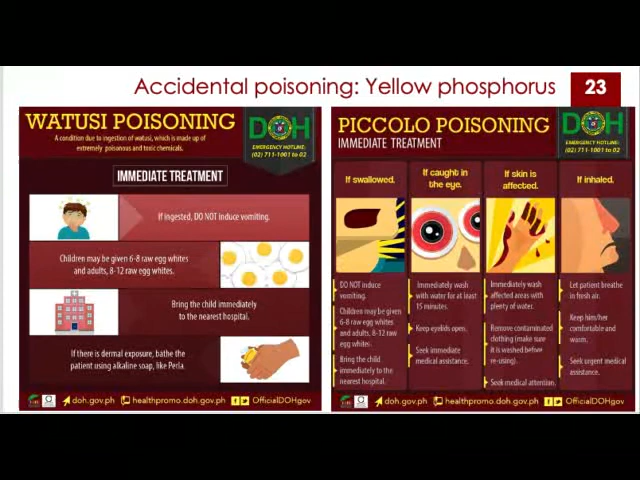 Accidental poisoning: Yellow phosphorus
23
WATUSI POISONING
A condition due to ingestion of watusi, which is made up of
extremely poisonous and toxic chemicals.
DOH
EMERGENCY HOTLINE:
(02) 711-1001 to 02
IMMEDIATE TREATMENT
If ingested, DO NOT induce vomiting.
Children may be given 6-8 raw egg whites
and adults, 8-12 raw egg whites.
Bring the child immediately
to the nearest hospital.
If there is dermal exposure, bathe the
patient using alkaline soap, like Perla.
doh.gov.ph
healthpromo.doh.gov.ph
OfficialDOHgov
PICCOLO POISONING
IMMEDIATE TREATMENT
DOH
EMERGENCY HOTLINE:
(02) 711-1001 to 02
If swallowed.
DO NOT induce
vomiting.
Children may be given
6-8 raw egg whites
and adults, 8-12 raw
egg whites.
Bring the child
immediately to the
nearest hospital.
If caught in
the eye.
Immediately wash
with water for at least
15 minutes.
Keep eyelids open.
Seek immediate
medical assistance.
If skin is
affected.
Immediately wash
affected areas with
plenty of water.
Remove contaminated
clothing (make sure
it is washed before
re-using).
Seek medical attention.
If inhaled.
Let patient breathe
in fresh air.
Keep him/her
comfortable and
warm.
Seek urgent medical
assistance.
doh.gov.ph
healthpromo.doh.gov.ph
OfficialDOHgov